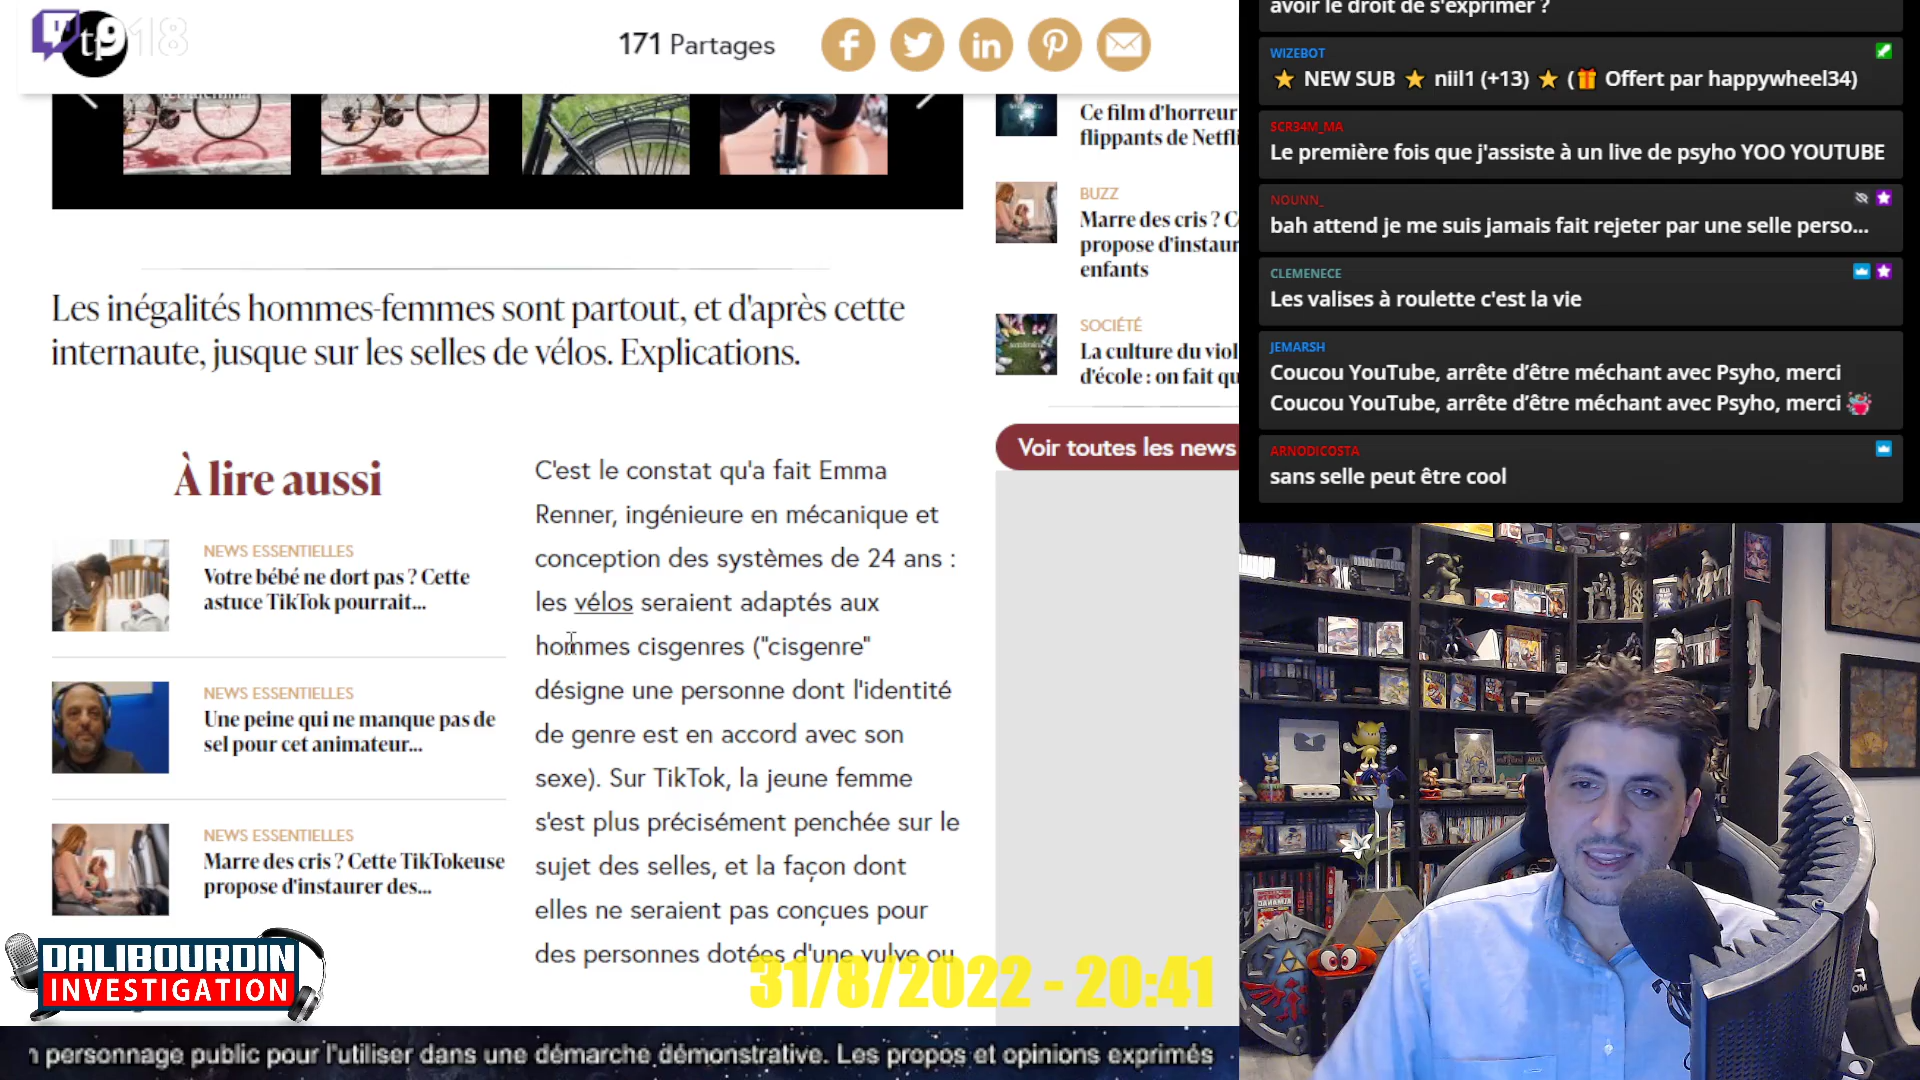 918
171 Partages
Les inégalités hommes-femmes sont partout, et d'après cette
internaute, jusque sur les selles de vélos. Explications.
À lire aussi
NEWS ESSENTIELLES
Votre bébé ne dort pas ? Cette
astuce TikTok pourrait...
NEWS ESSENTIELLES
Une peine qui ne manque pas de
sel pour cet animateur...
NEWS ESSENTIELLES
Marre des cris ? Cette TikTokeuse
propose d'instaurer des...
C'est le constat qu'a fait Emma
Renner, ingénieure en mécanique et
conception des systèmes de 24 ans :
les vélos seraient adaptés aux
hommes cisgenres ("cisgenre"
désigne une personne dont l'identité
de genre est en accord avec son
sexe). Sur TikTok, la jeune femme
s'est plus précisément penchée sur le
sujet des selles, et la façon dont
elles ne seraient pas conçues pour
des personnes dotées d'une vulve ou
Ce film d'horreur
flippants de Netfli
BUZZ
Marre des cris ? C
propose d'instaur
enfants
SOCIÉTÉ
La culture du viol
d'école : on fait qu
Voir toutes les news
avoir le droit de s'exprimer ?
WIZEBOT
★ NEW SUB ★ niil1 (+13) ★ (🎁 Offert par happywheel34)
SCR34M_MA
Le première fois que j'assiste à un live de psyho YOO YOUTUBE
NOUNN_
bah attend je me suis jamais fait rejeter par une selle perso...
CLEMENECE
Les valises à roulette c'est la vie
JEMARSH
Coucou YouTube, arrête d’être méchant avec Psyho, merci
Coucou YouTube, arrête d’être méchant avec Psyho, merci
ARNODICOSTA
sans selle peut être cool
DALIBOURDIN
INVESTIGATION
31/8/2022 - 20:41
personnage public pour l'utiliser dans une démarche démonstrative. Les propos et opinions exprimés